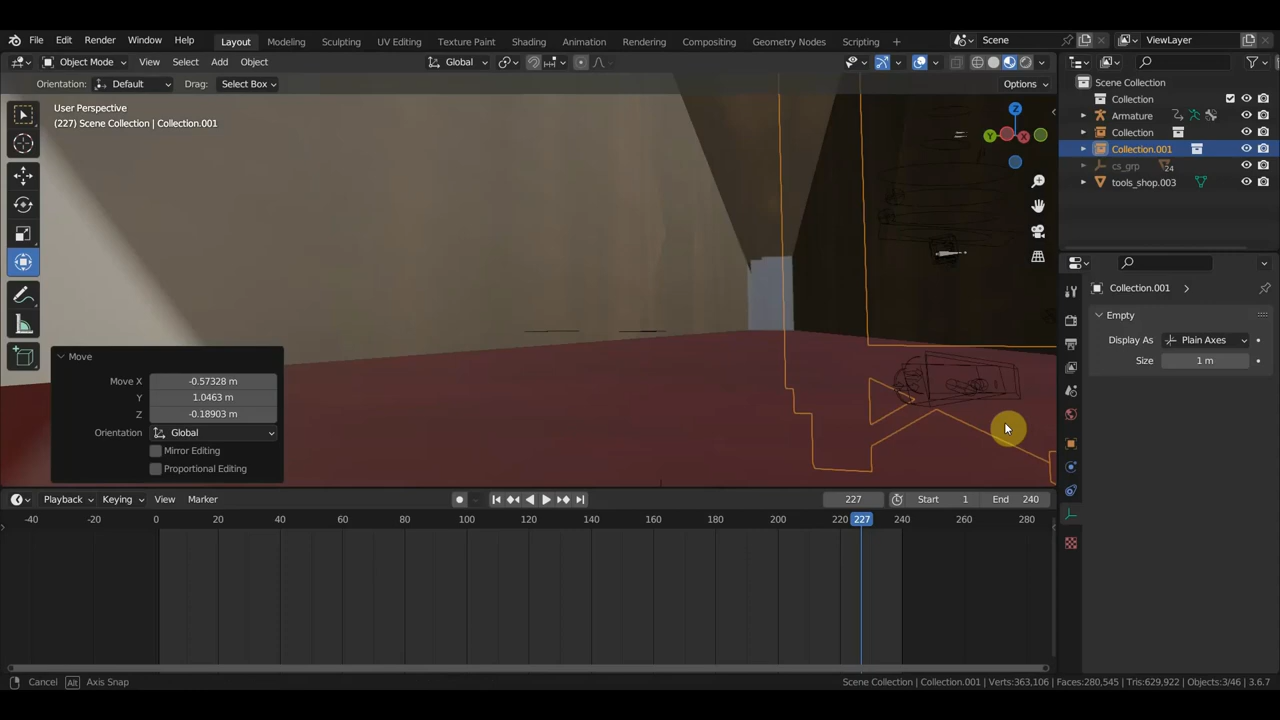 File Edit Render Window Help Layout Modeling Sculpting UV Editing Texture Paint Shading Animation Rendering Compositing Geometry Nodes Scripting + Scene ViewLayer
Object Mode View Select Add Object Global
Orientation: Default Drag: Select Box Options
User Perspective
(227) Scene Collection | Collection.001
Z
Y
X
Scene Collection
Collection
Armature
Collection
Collection.001
cs_grp 24
tools_shop.003
Collection.001
Empty
Display As Plain Axes
Size 1 m
Move
Move X -0.57328 m
Y 1.0463 m
Z -0.18903 m
Orientation Global
Mirror Editing
Proportional Editing
Playback Keying View Marker 227 Start 1 End 240
-40 -20 0 20 40 60 80 100 120 140 160 180 200 220 227 240 260 280
Cancel Alt Axis Snap Scene Collection | Collection.001 | Verts:363,106 | Faces:280,545 | Tris:629,922 | Objects:3/46 | 3.6.7